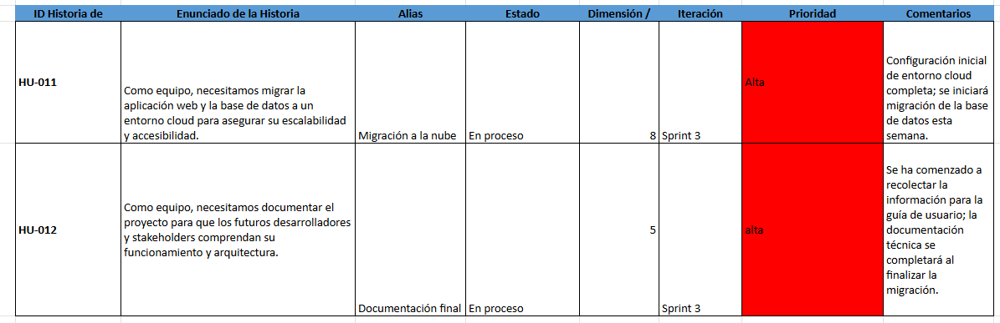 ID Historia de
Enunciado de la Historia
Alias
Estado
Dimensión /
Iteración
Prioridad
Comentarios
HU-011
Como equipo, necesitamos migrar la
aplicación web y la base de datos a un
entorno cloud para asegurar su escalabilidad
y accesibilidad.
Migración a la nube
En proceso
8
Sprint 3
Alta
Configuración inicial
de entorno cloud
completa; se iniciará
migración de la base
de datos esta
semana.
HU-012
Como equipo, necesitamos documentar el
proyecto para que los futuros desarrolladores
y stakeholders comprendan su
funcionamiento y arquitectura.
Documentación final
En proceso
5
Sprint 3
alta
Se ha comenzado a
recolectar la
información para la
guía de usuario; la
documentación
técnica se
completará al
finalizar la
migración.